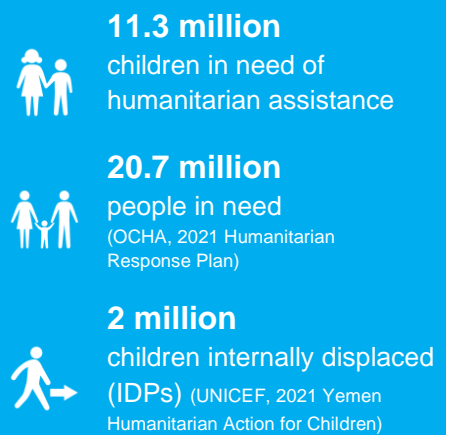 11.3 million
children in need of
humanitarian assistance
20.7 million
people in need
(OCHA, 2021 Humanitarian
Response Plan)
2 million
children internally displaced
(IDPs) (UNICEF, 2021 Yemen
Humanitarian Action for Children)